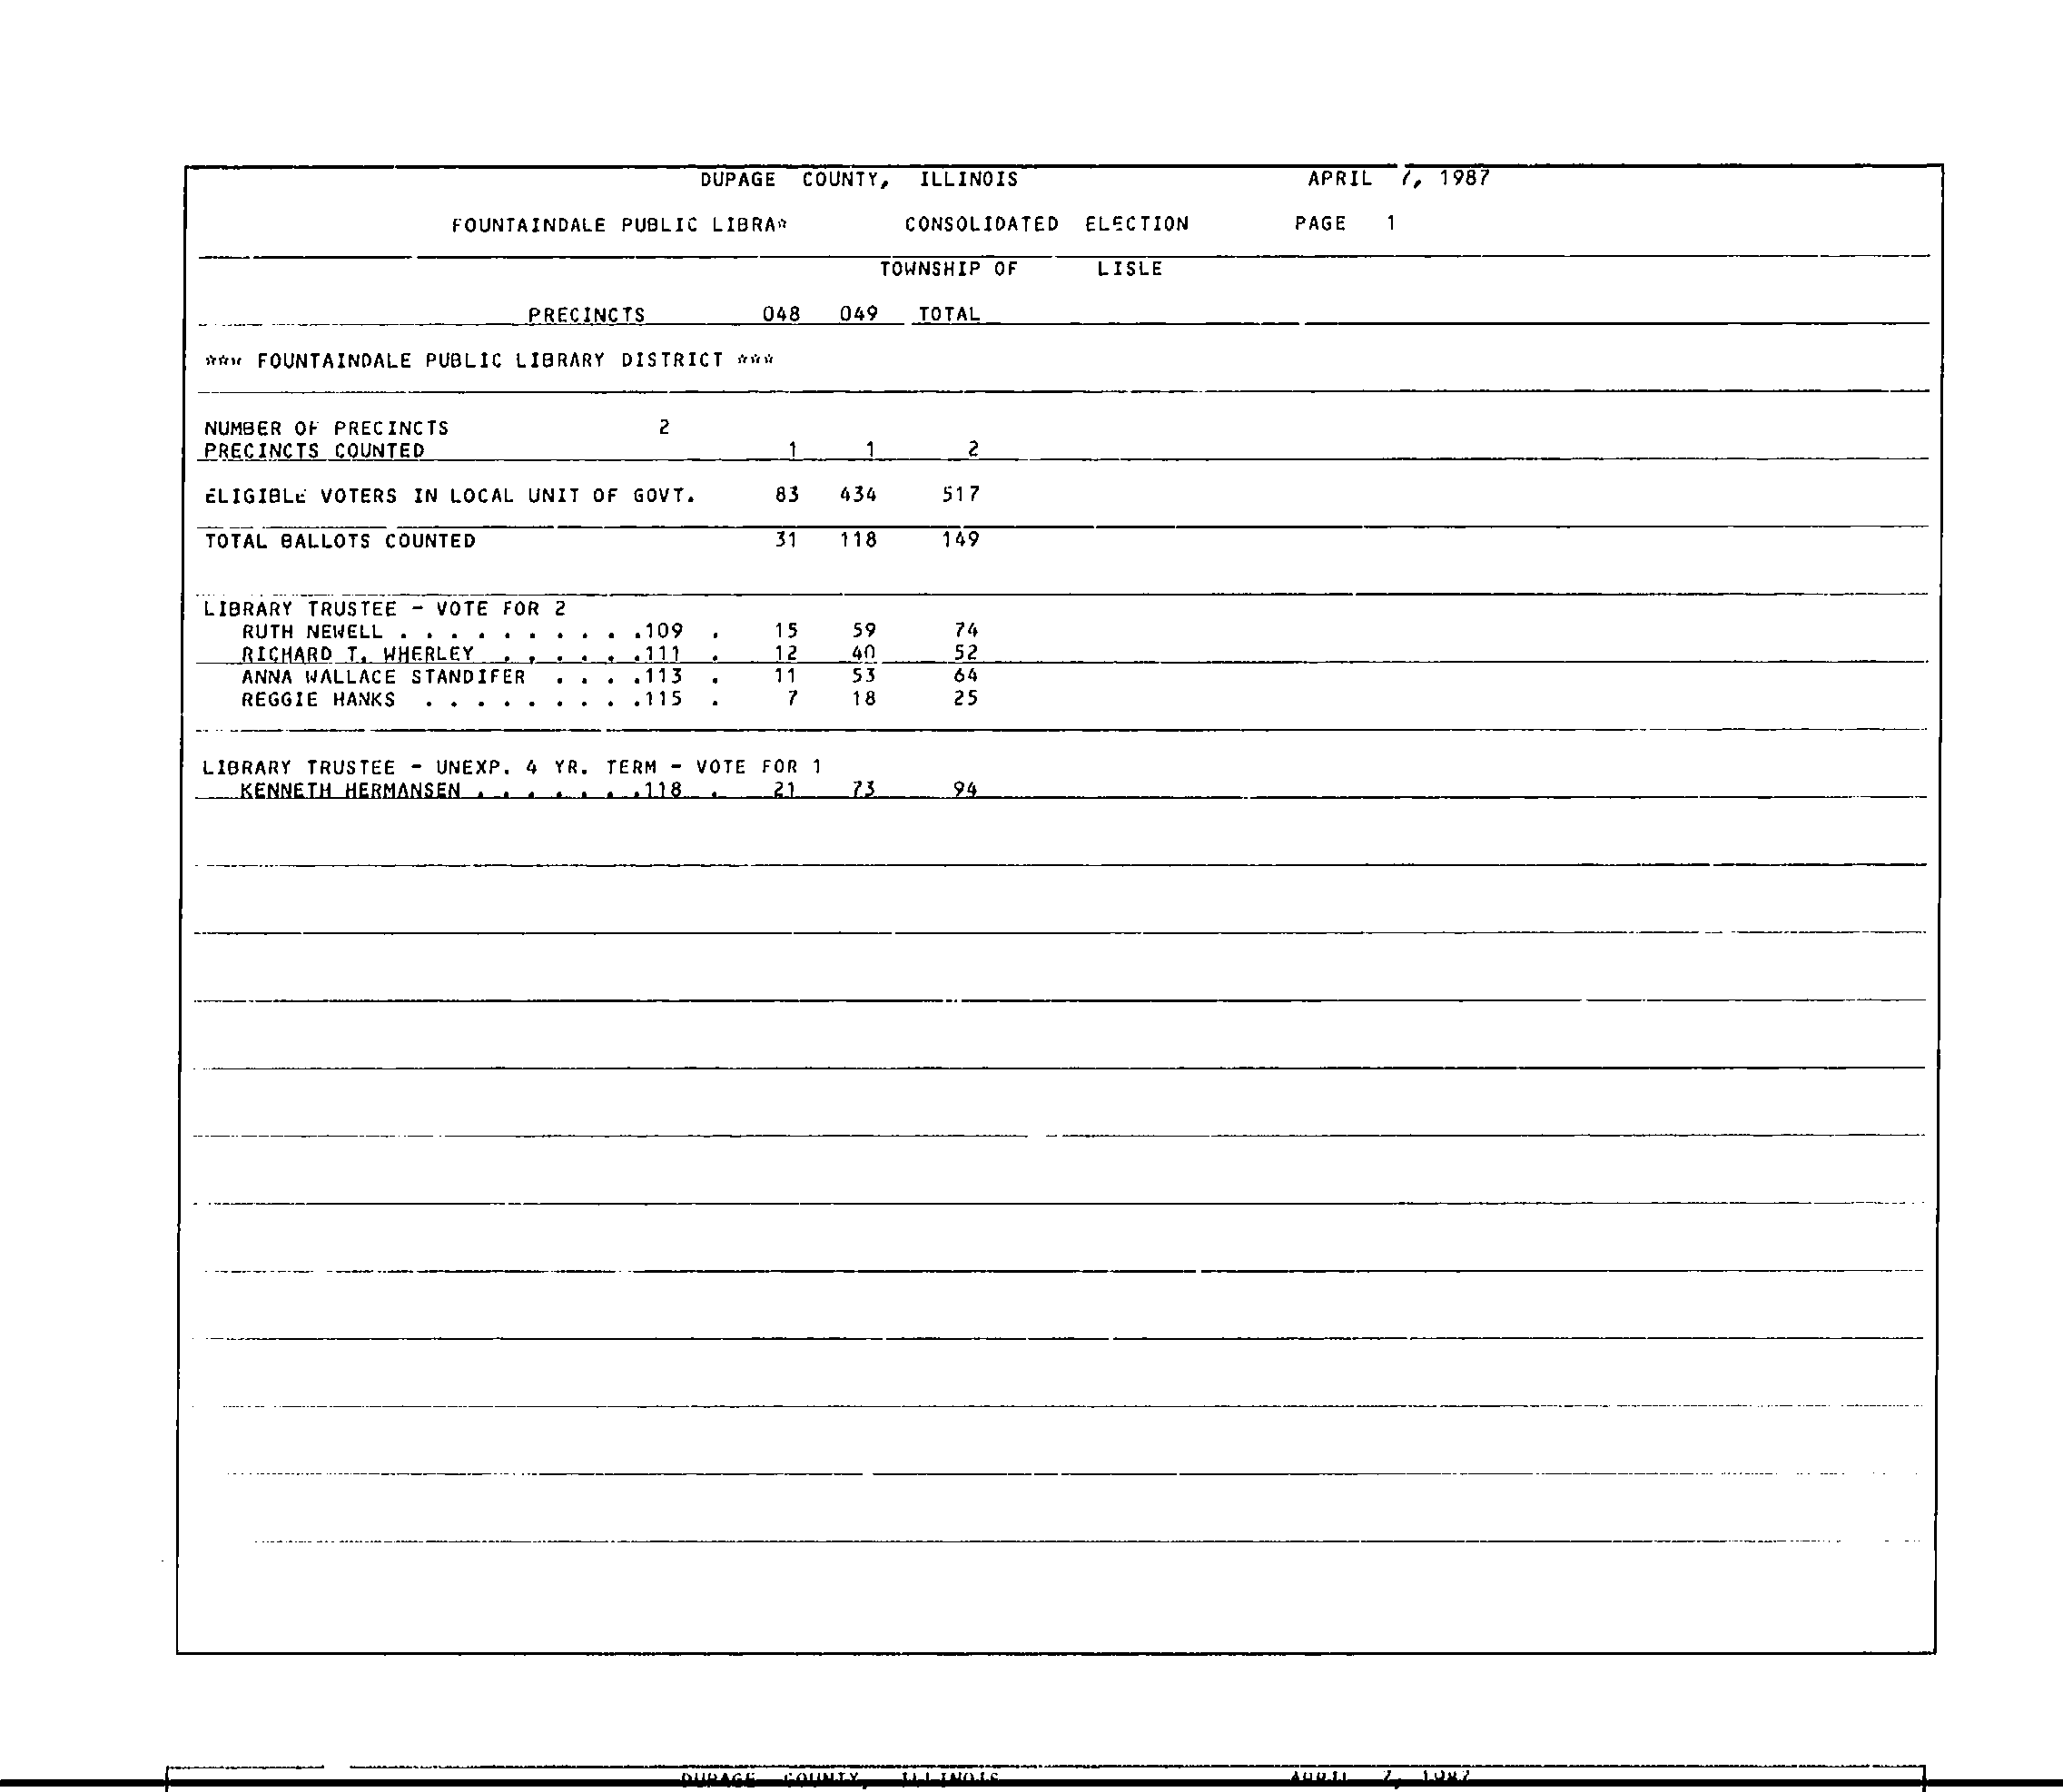 DUPAGE COUNTY, ILLINOIS APRIL 7, 1987
FOUNTAINDALE PUBLIC LIBRA* CONSOLIDATED ELECTION PAGE 1
TOWNSHIP OF LISLE
PRECINCTS 048 049 TOTAL
*** FOUNTAINDALE PUBLIC LIBRARY DISTRICT ***
NUMBER OF PRECINCTS 2
PRECINCTS COUNTED 1 1 2
ELIGIBLE VOTERS IN LOCAL UNIT OF GOVT. 83 434 517
TOTAL BALLOTS COUNTED 31 118 149
LIBRARY TRUSTEE - VOTE FOR 2
RUTH NEWELL . . . . . . . . . .109 . 15 59 74
RICHARD T. WHERLEY . . . . . .111 . 12 40 52
ANNA WALLACE STANDIFER . . . .113 . 11 53 64
REGGIE HANKS . . . . . . . . .115 . 7 18 25
LIBRARY TRUSTEE - UNEXP. 4 YR. TERM - VOTE FOR 1
KENNETH HERMANSEN . . . . . . .118 . 21 73 94
DUPAGE COUNTY, ILLINOIS APRIL 7, 1987